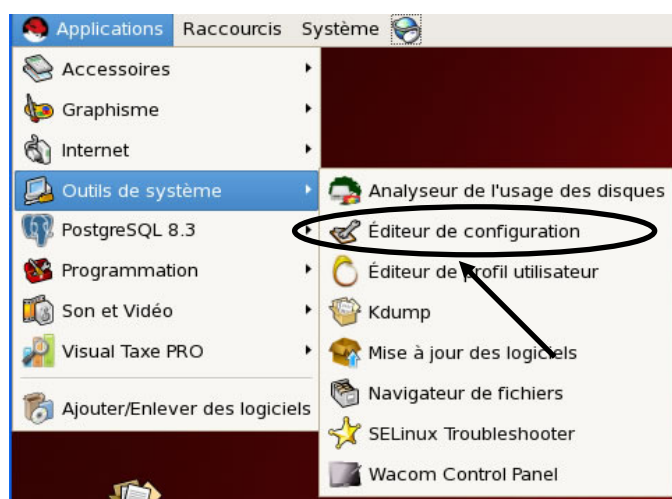 Applications Raccourcis Système
Accessoires
Graphisme
Internet
Outils de système
PostgreSQL 8.3
Programmation
Son et Vidéo
Visual Taxe PRO
Ajouter/Enlever des logiciels
Analyseur de l'usage des disques
Éditeur de configuration
Éditeur de profil utilisateur
Kdump
Mise à jour des logiciels
Navigateur de fichiers
SELinux Troubleshooter
Wacom Control Panel